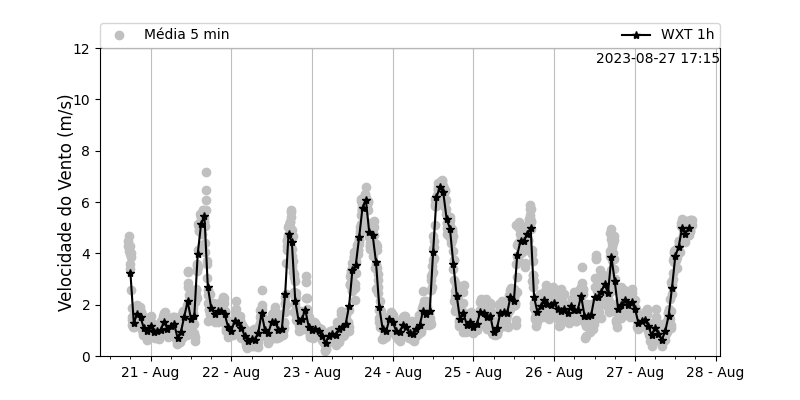 Média 5 min
WXT 1h
2023-08-27 17:15
Velocidade do Vento (m/s)
12
10
8
6
4
2
0
21 - Aug
22 - Aug
23 - Aug
24 - Aug
25 - Aug
26 - Aug
27 - Aug
28 - Aug